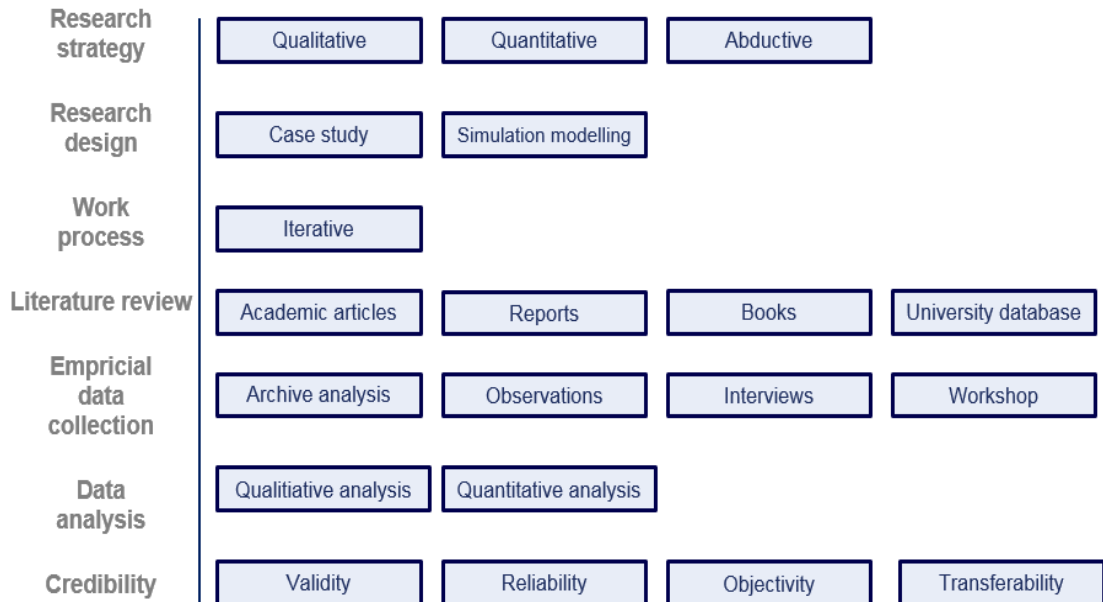 Research
strategy
Qualitative
Quantitative
Abductive
Research
design
Case study
Simulation modelling
Work
process
Iterative
Literature review
Academic articles
Reports
Books
University database
Empricial
data
collection
Archive analysis
Observations
Interviews
Workshop
Data
analysis
Qualitiative analysis
Quantitative analysis
Credibility
Validity
Reliability
Objectivity
Transferability